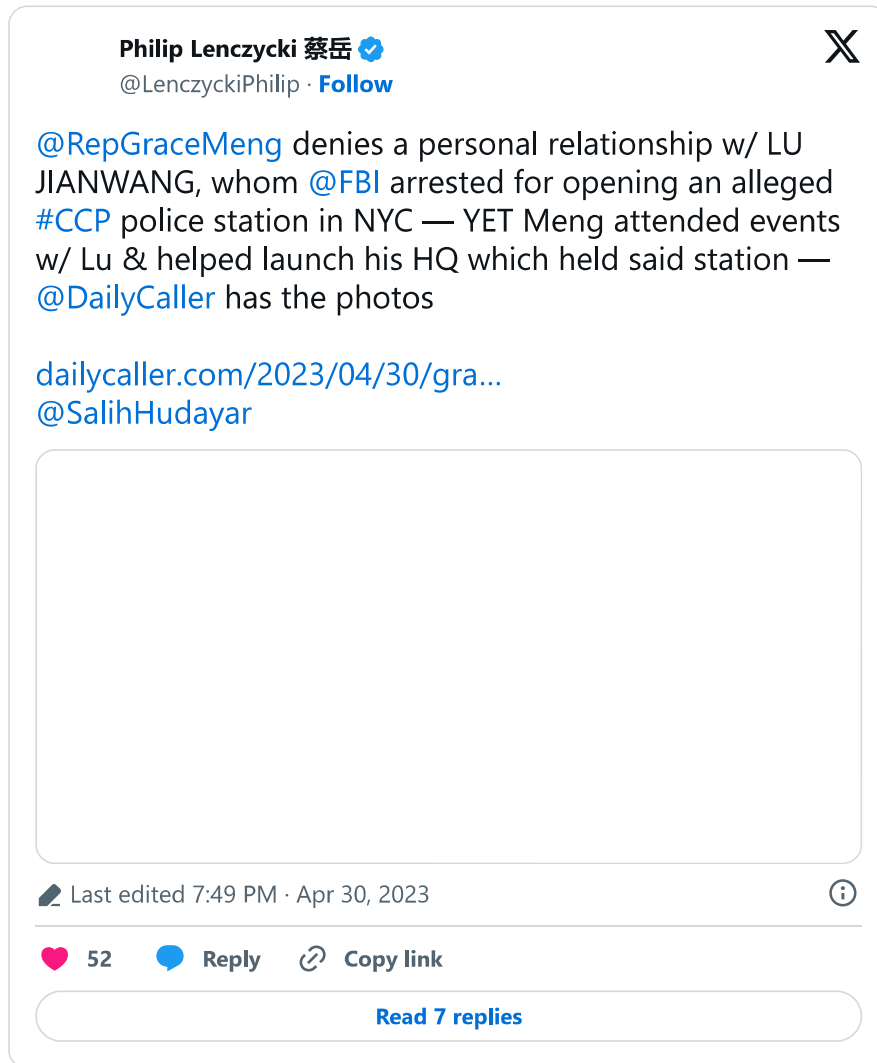 Philip Lenczycki 蔡岳
@LenczyckiPhilip · Follow
@RepGraceMeng denies a personal relationship w/ LU
JIANWANG, whom @FBI arrested for opening an alleged
#CCP police station in NYC — YET Meng attended events
w/ Lu & helped launch his HQ which held said station —
@DailyCaller has the photos
dailycaller.com/2023/04/30/gra...
@SalihHudayar
Last edited 7:49 PM · Apr 30, 2023
52 Reply Copy link
Read 7 replies